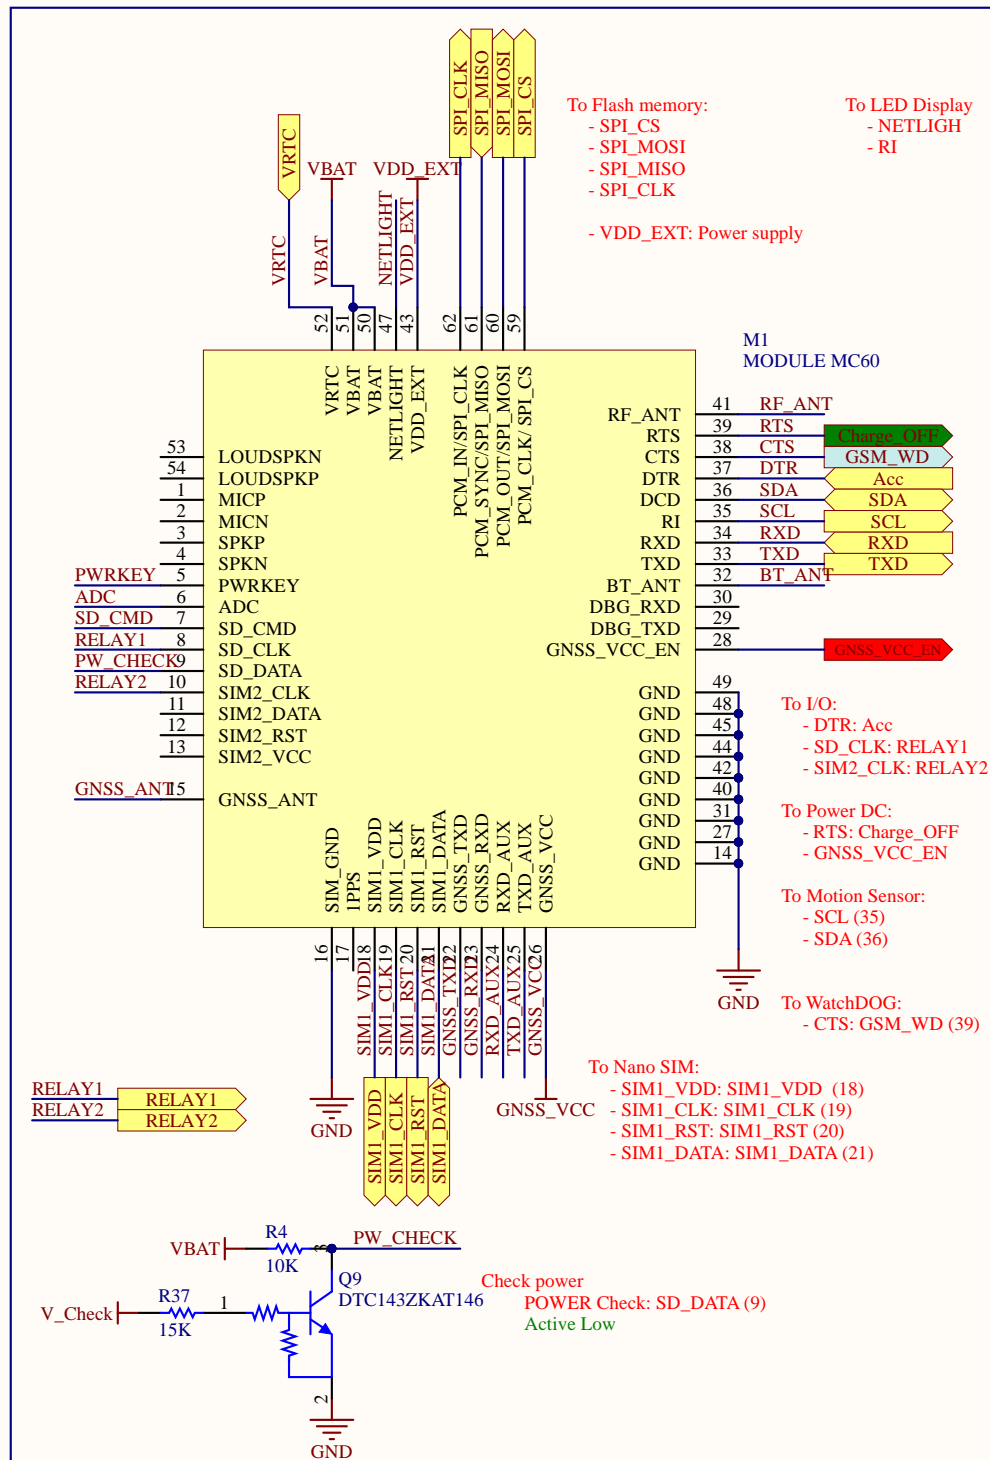 SPI_CLK
SPI_MISO
SPI_MOSI
SPI_CS
To Flash memory:
- SPI_CS
- SPI_MOSI
- SPI_MISO
- SPI_CLK
- VDD_EXT: Power supply
To LED Display
- NETLIGH
- RI
VRTC
VBAT
VDD_EXT
VRTC
VBAT
NETLIGHT
VDD_EXT
52
51
50
47
43
62
61
60
59
M1
MODULE MC60
VRTC
VBAT
VBAT
NETLIGHT
VDD_EXT
PCM_IN/SPI_CLK
PCM_SYNC/SPI_MISO
PCM_OUT/SPI_MOSI
PCM_CLK/ SPI_CS
53 LOUDSPKN
54 LOUDSPKP
1 MICP
2 MICN
3 SPKP
4 SPKN
PWRKEY 5 PWRKEY
ADC 6 ADC
SD_CMD 7 SD_CMD
RELAY1 8 SD_CLK
PW_CHECK 9 SD_DATA
RELAY2 10 SIM2_CLK
11 SIM2_DATA
12 SIM2_RST
13 SIM2_VCC
GNSS_ANT 15 GNSS_ANT
RF_ANT 41 RF_ANT
RTS 39 RTS Charge_OFF
CTS 38 CTS GSM_WD
DTR 37 DTR Acc
DCD 36 SDA SDA
RI 35 SCL SCL
RXD 34 RXD RXD
TXD 33 TXD TXD
BT_ANT 32 BT_ANT
DBG_RXD 30
DBG_TXD 29
GNSS_VCC_EN 28 GNSS_VCC_EN
GND 49
GND 48
GND 45
GND 44
GND 42
GND 40
GND 31
GND 27
GND 14
GND
To I/O:
- DTR: Acc
- SD_CLK: RELAY1
- SIM2_CLK: RELAY2
To Power DC:
- RTS: Charge_OFF
- GNSS_VCC_EN
To Motion Sensor:
- SCL (35)
- SDA (36)
To WatchDOG:
- CTS: GSM_WD (39)
SIM_GND
1PPS
SIM1_VDD
SIM1_CLK
SIM1_RST
SIM1_DATA
GNSS_TXD
GNSS_RXD
RXD_AUX
TXD_AUX
GNSS_VCC
16
17
SIM1_VDD 18
SIM1_CLK 19
SIM1_RST 20
SIM1_DATA 21
GNSS_TXD 22
GNSS_RXD 23
RXD_AUX 24
TXD_AUX 25
GNSS_VCC 26
GND
SIM1_VDD
SIM1_CLK
SIM1_RST
SIM1_DATA
GNSS_VCC
To Nano SIM:
- SIM1_VDD: SIM1_VDD (18)
- SIM1_CLK: SIM1_CLK (19)
- SIM1_RST: SIM1_RST (20)
- SIM1_DATA: SIM1_DATA (21)
RELAY1 RELAY1
RELAY2 RELAY2
VBAT
R4
10K
3
PW_CHECK
Q9
DTC143ZKAT146
V_Check
R37
15K
1
2
GND
Check power
POWER Check: SD_DATA (9)
Active Low